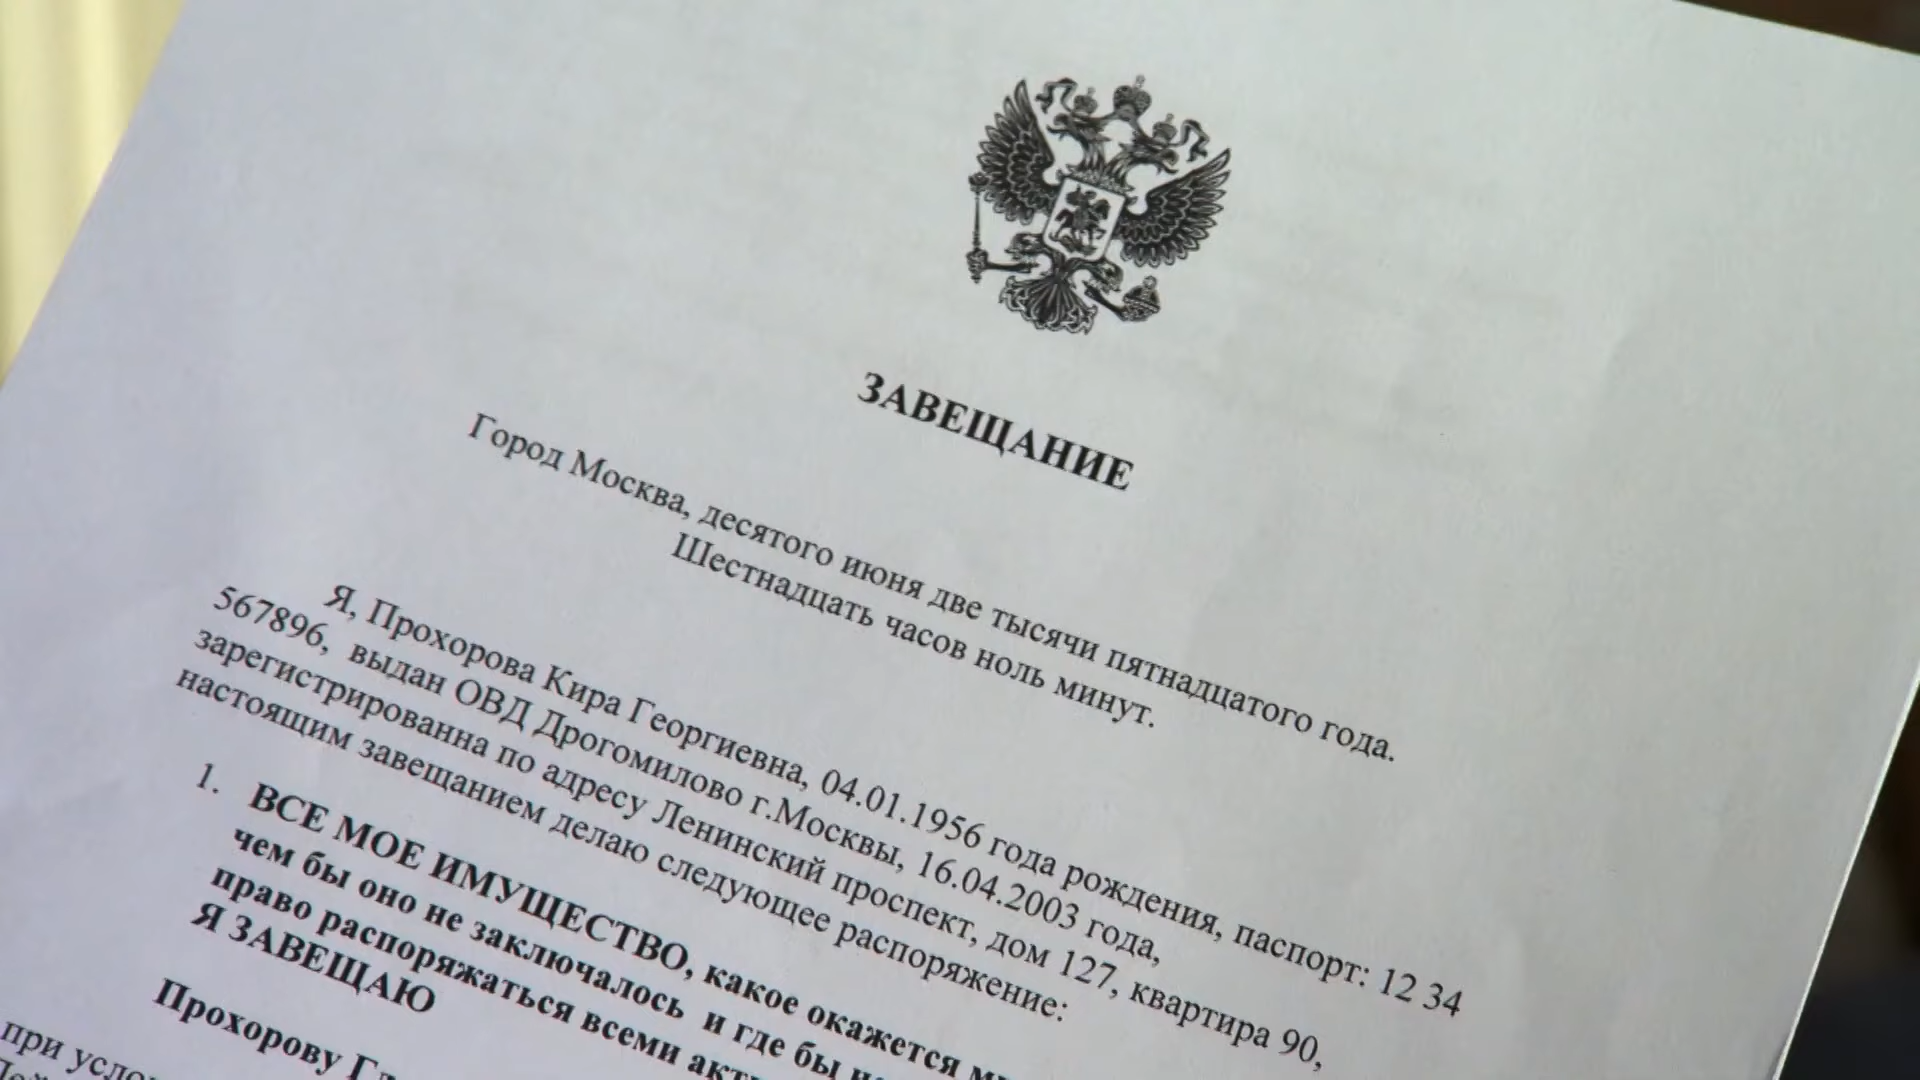 ЗАВЕЩАНИЕ
Город Москва, десятого июня две тысячи пятнадцатого года.
Шестнадцать часов ноль минут.
Я, Прохорова Кира Георгиевна, 04.01.1956 года рождения, паспорт: 12 34
567896, выдан ОВД Дрогомилово г.Москвы, 16.04.2003 года,
зарегистрированна по адресу Ленинский проспект, дом 127, квартира 90,
настоящим завещанием делаю следующее распоряжение:
1. ВСЕ МОЕ ИМУЩЕСТВО, какое окажется
чем бы оно не заключалось и где бы
право распоряжаться всеми
Я ЗАВЕЩАЮ
Прохорову
при